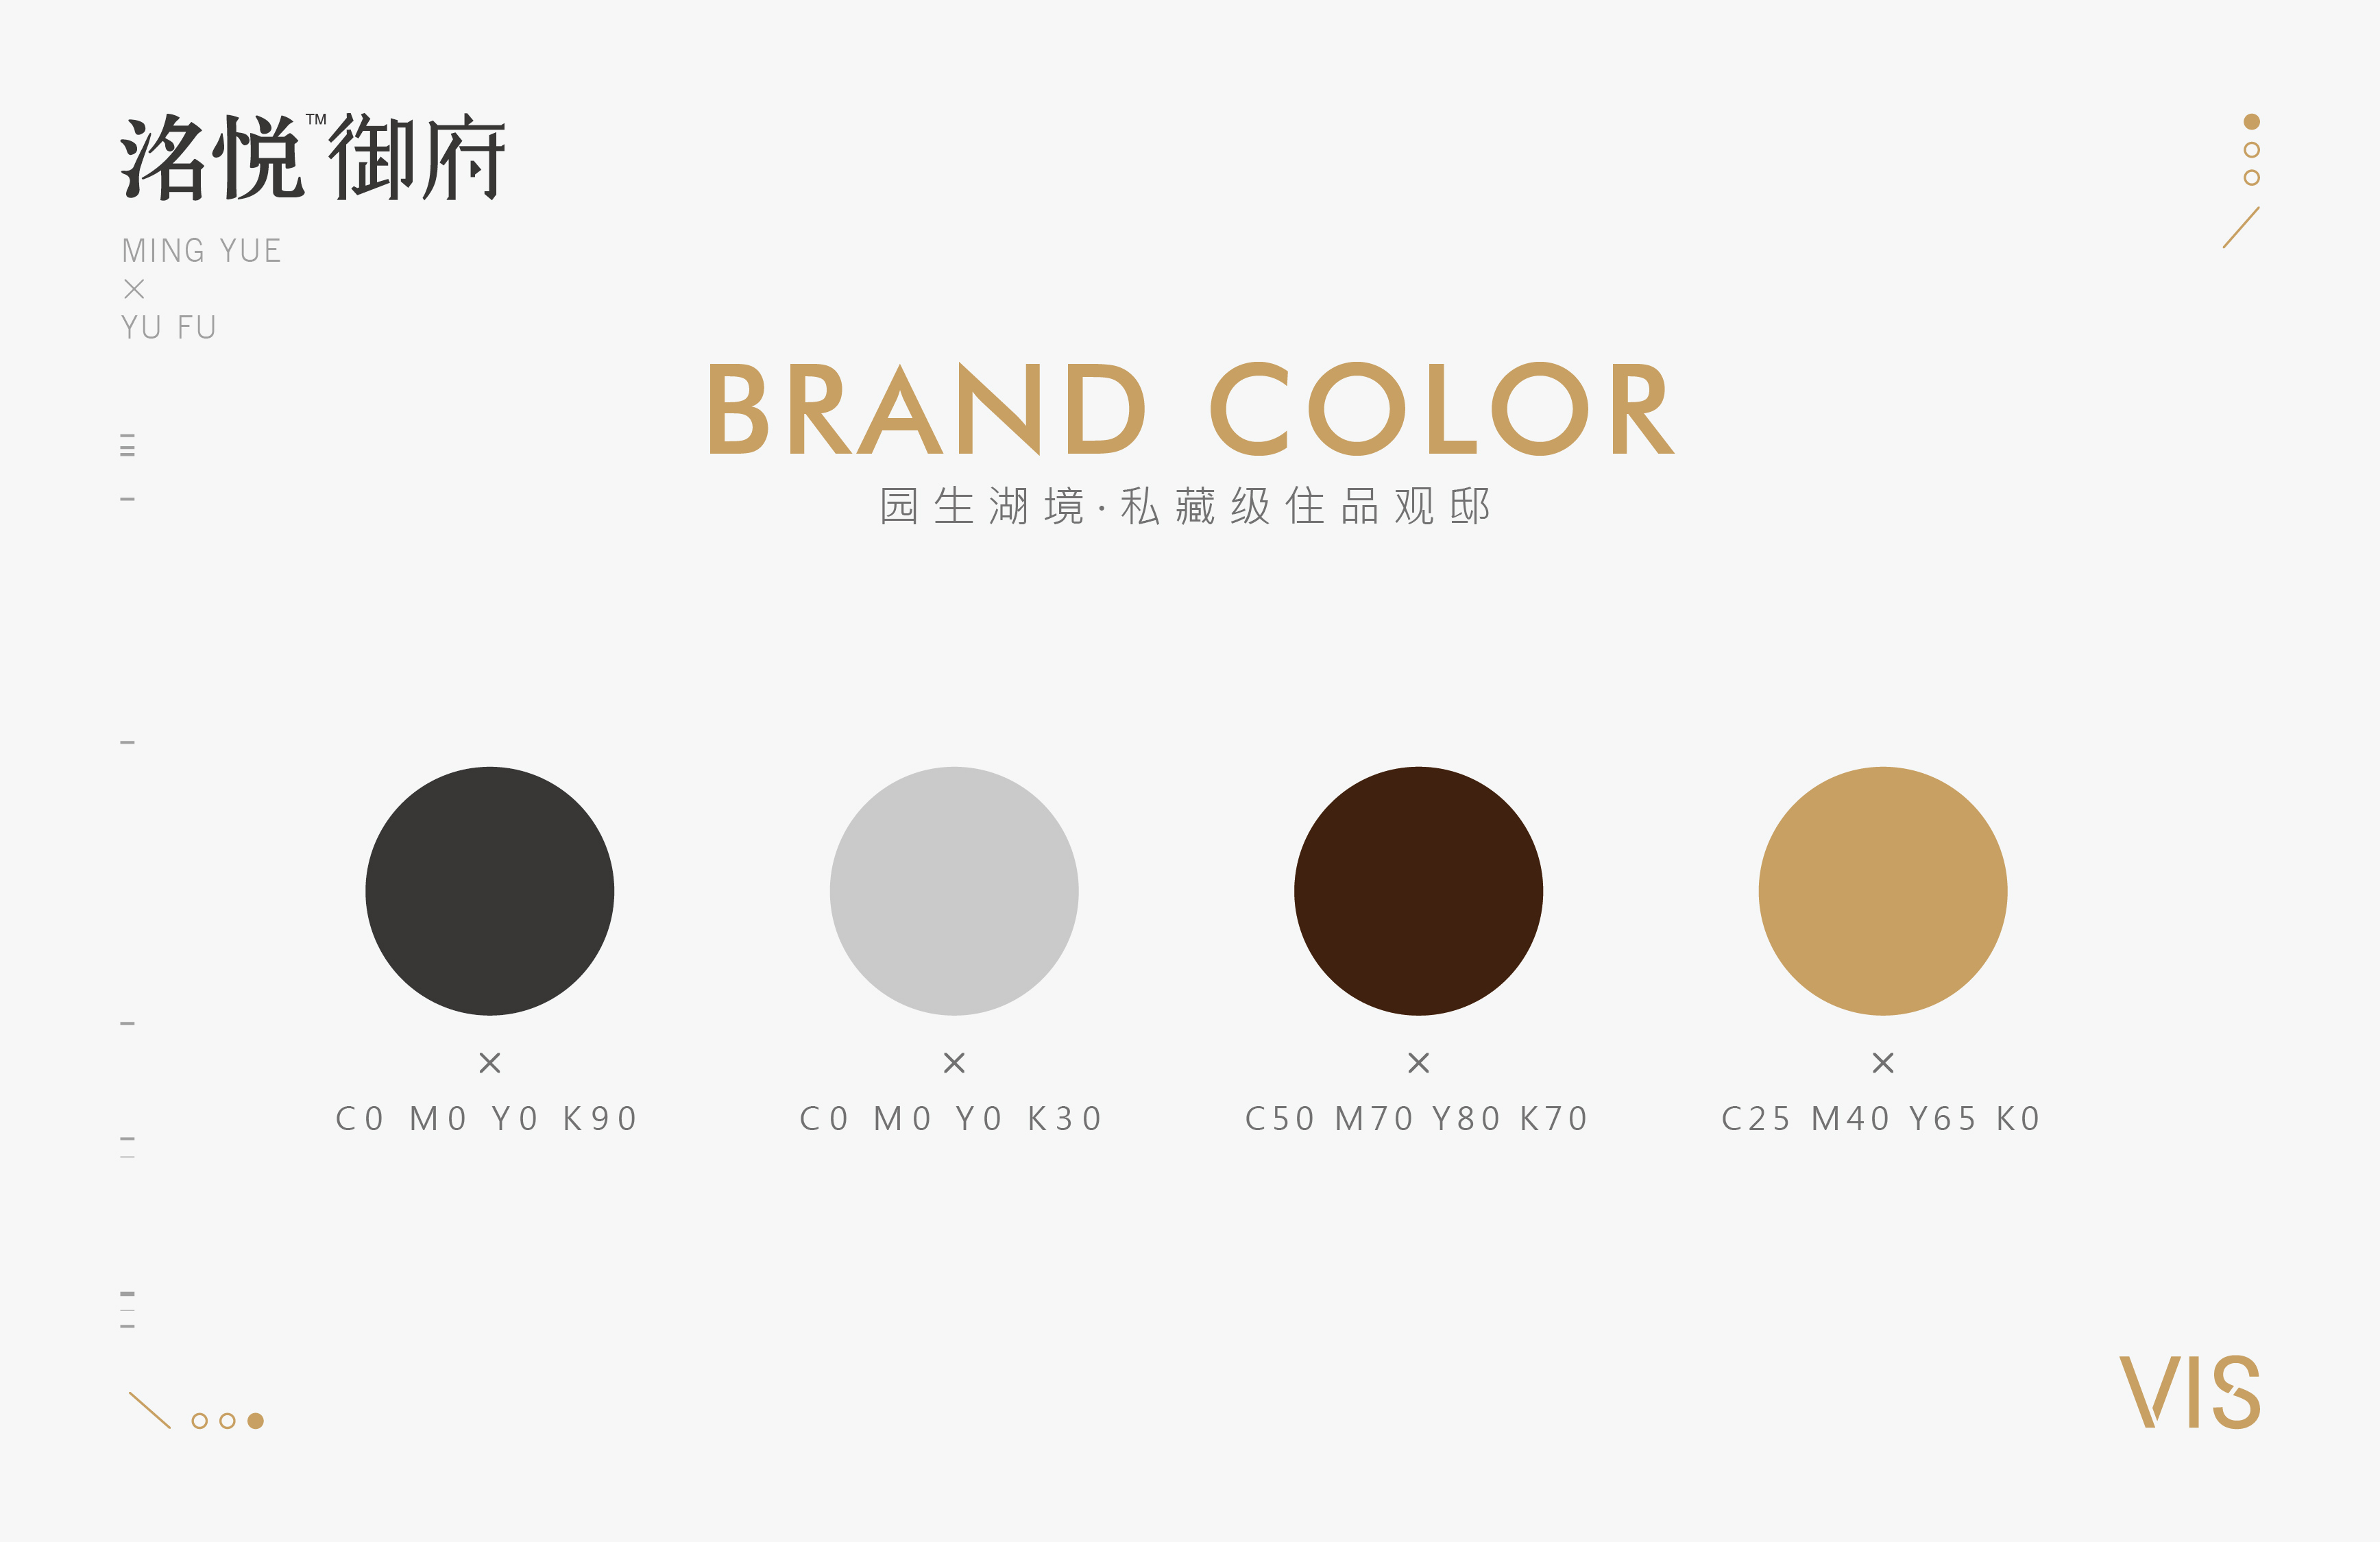 洺悦™御府
MING YUE
×
YU FU
BRAND COLOR
园生湖境·私藏级住品观邸
× × × ×
C0 M0 Y0 K90 C0 M0 Y0 K30 C50 M70 Y80 K70 C25 M40 Y65 K0
VIS